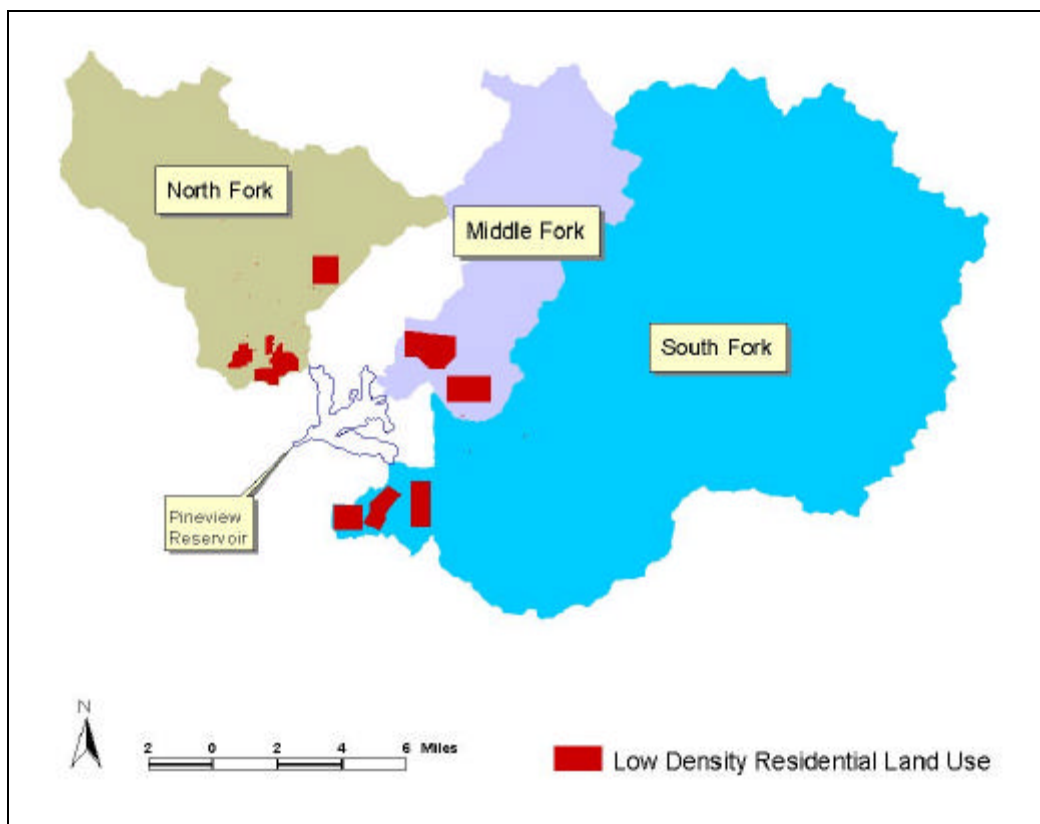 North Fork
Middle Fork
South Fork
Pineview
Reservoir
N
2 0 2 4 6 Miles
Low Density Residential Land Use